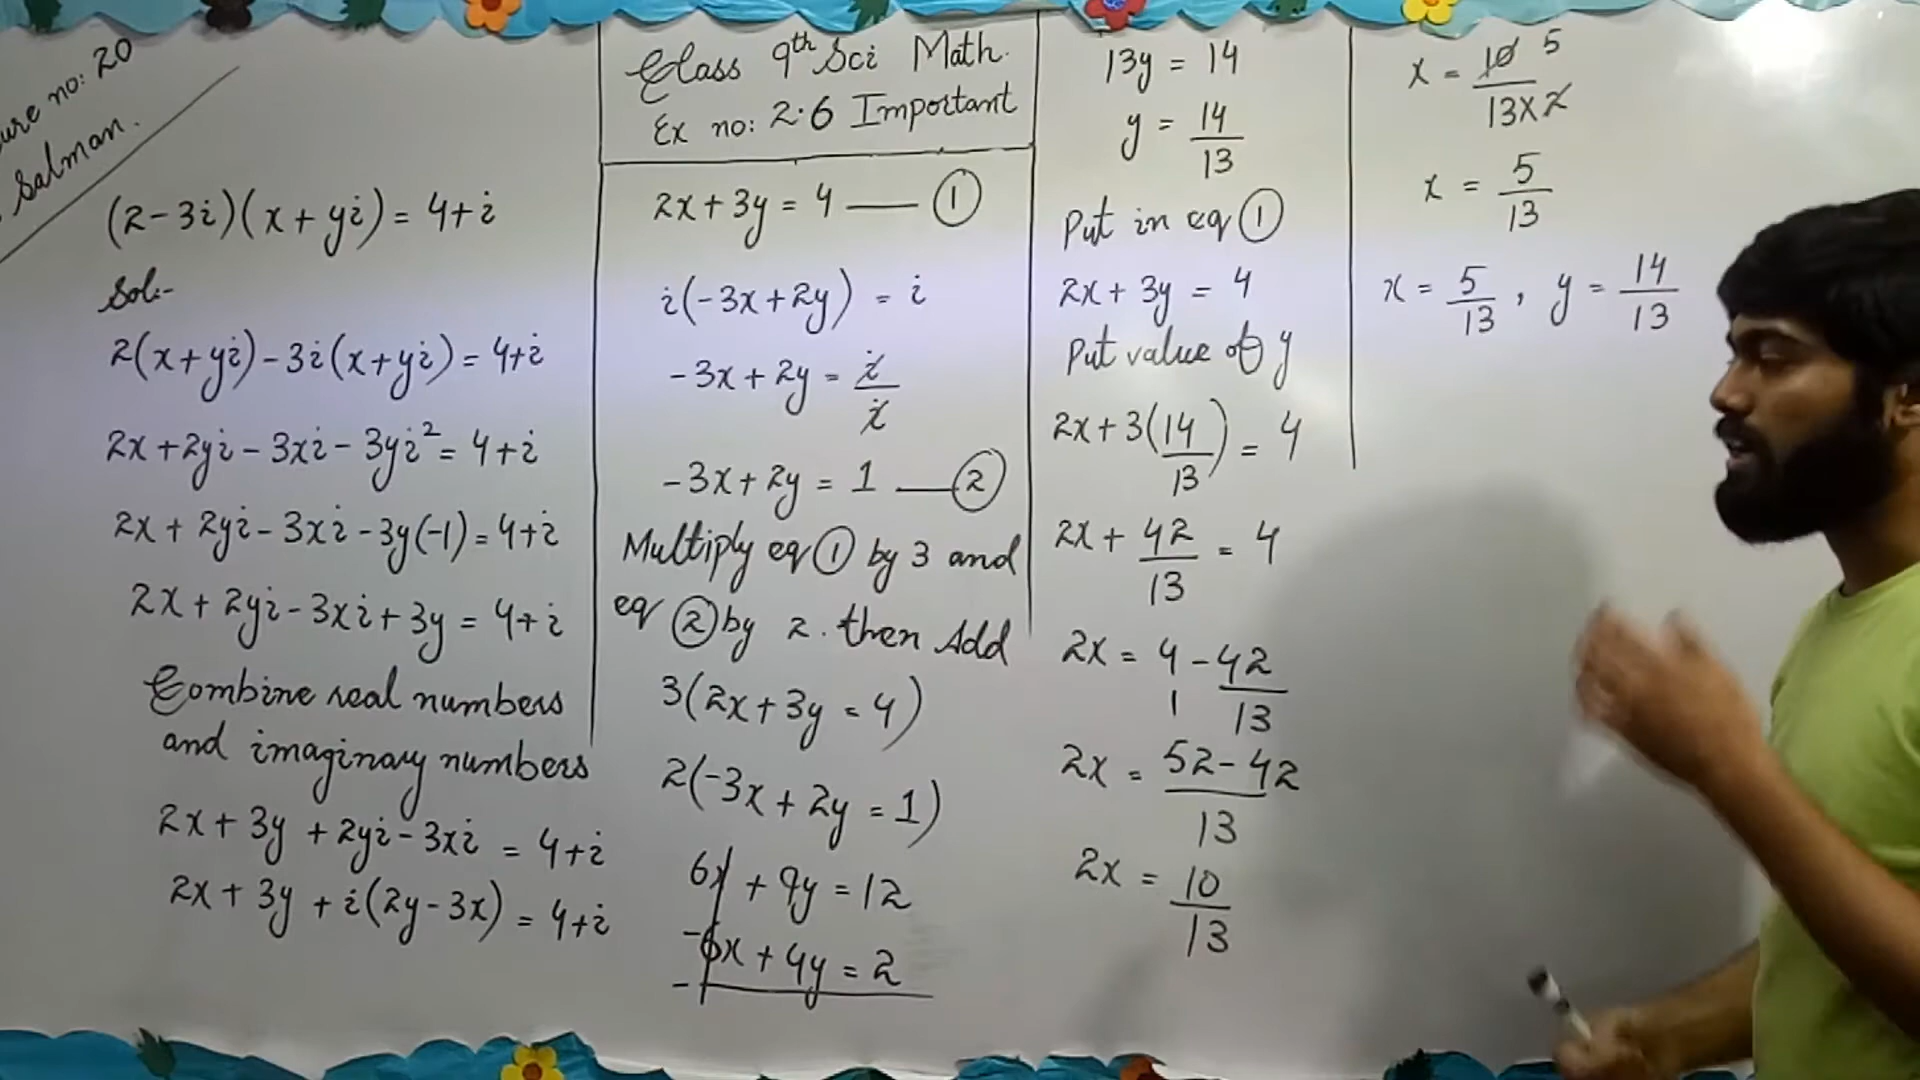 ure no: 20
Salman.
(2-3i)(x+yi) = 4+i
Sol:-
2(x+yi)-3i(x+yi) = 4+i
2x+2yi-3xi-3yi² = 4+i
2x+2yi-3xi-3y(-1) = 4+i
2x+2yi-3xi+3y = 4+i
Combine real numbers
and imaginary numbers
2x+3y+2yi-3xi = 4+i
2x+3y+i(2y-3x) = 4+i
Class 9th Sci Math.
Ex no: 2.6 Important
2x+3y = 4 — ①
i(-3x+2y) = i
-3x+2y = i/i
-3x+2y = 1 — ②
Multiply eq ① by 3 and
eq ② by 2. then Add
3(2x+3y = 4)
2(-3x+2y = 1)
6x+9y = 12
-6x+4y = 2
13y = 14
y = 14/13
Put in eq ①
2x+3y = 4
Put value of y
2x+3(14/13) = 4
2x+42/13 = 4
2x = 4/1 - 42/13
2x = 52-42/13
2x = 10/13
x = 10 5/13x2
x = 5/13
x = 5/13, y = 14/13